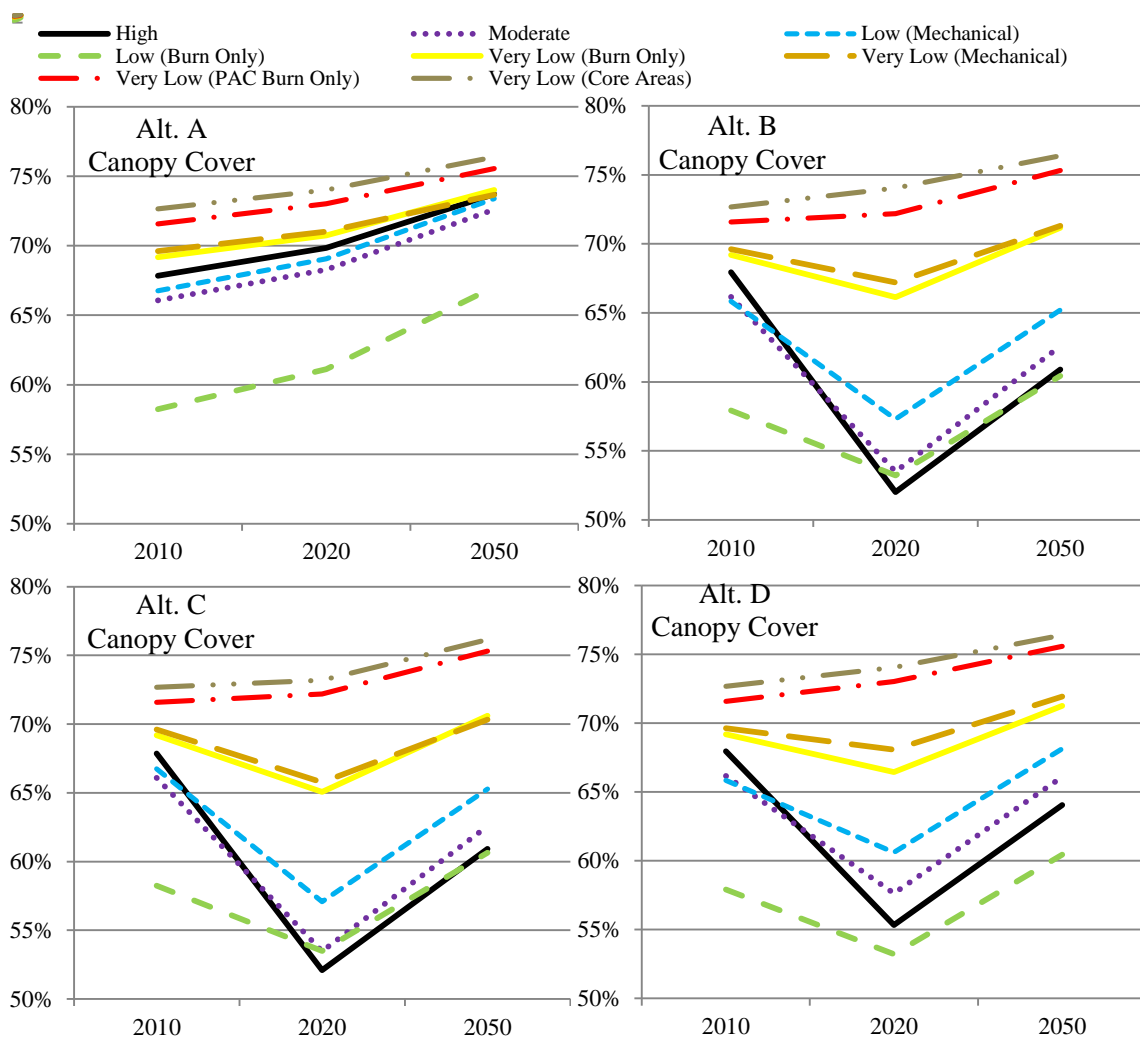 High Moderate Low (Mechanical)
Low (Burn Only) Very Low (Burn Only) Very Low (Mechanical)
Very Low (PAC Burn Only) Very Low (Core Areas)
Alt. A
Canopy Cover
80%
75%
70%
65%
60%
55%
50%
2010 2020 2050
Alt. B
Canopy Cover
80%
75%
70%
65%
60%
55%
50%
2010 2020 2050
Alt. C
Canopy Cover
80%
75%
70%
65%
60%
55%
50%
2010 2020 2050
Alt. D
Canopy Cover
80%
75%
70%
65%
60%
55%
50%
2010 2020 2050